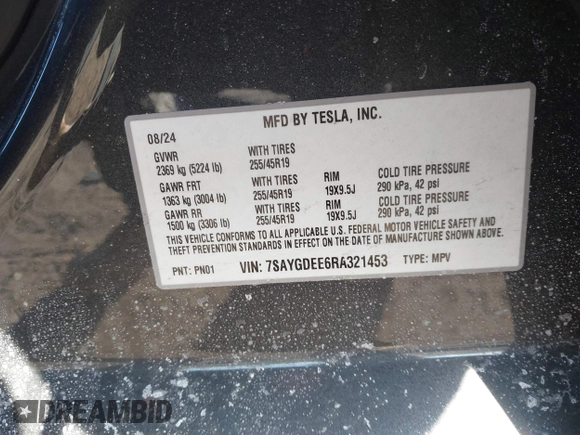 MFD BY TESLA, INC.
08/24
GVWR WITH TIRES
2369 kg (5224 lb) 255/45R19
GAWR FRT WITH TIRES RIM COLD TIRE PRESSURE
1363 kg (3004 lb) 255/45R19 19X9.5J 290 kPa, 42 psi
GAWR RR WITH TIRES RIM COLD TIRE PRESSURE
1500 kg (3306 lb) 255/45R19 19X9.5J 290 kPa, 42 psi
THIS VEHICLE CONFORMS TO ALL APPLICABLE U.S. FEDERAL MOTOR VEHICLE SAFETY AND
THEFT PREVENTION STANDARDS IN EFFECT ON THE DATE OF MANUFACTURE SHOWN ABOVE.
PNT: PN01 VIN: 7SAYGDEE6RA321453 TYPE: MPV
DREAMBID